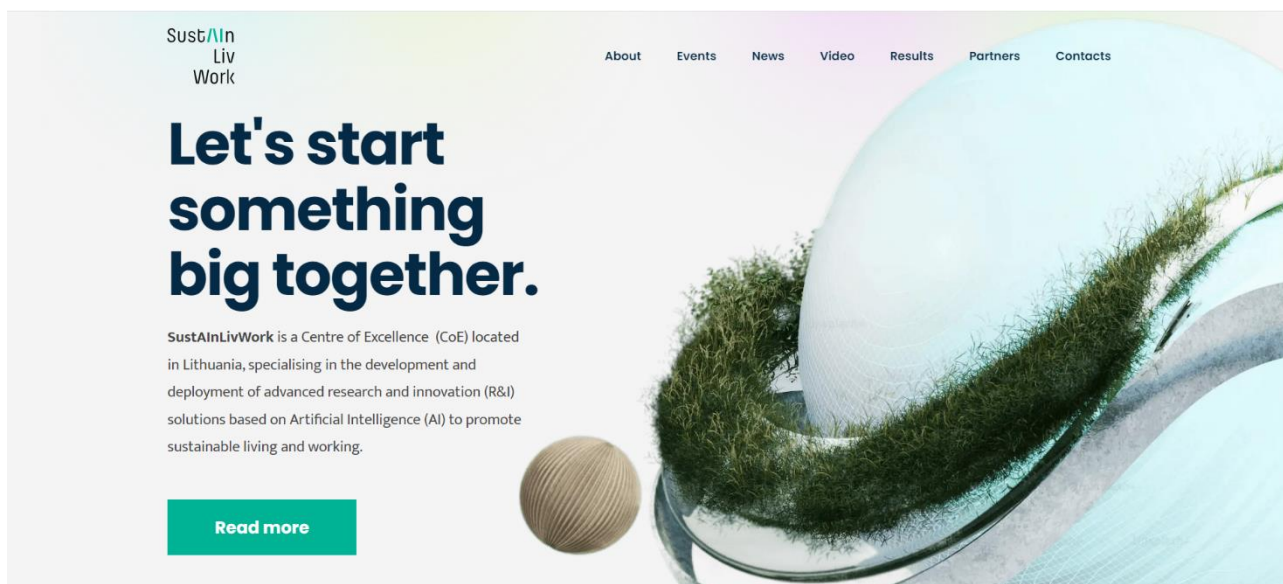 SustAIn
Liv
Work
About Events News Video Results Partners Contacts
Let's start
something
big together.
SustAInLivWork is a Centre of Excellence (CoE) located
in Lithuania, specialising in the development and
deployment of advanced research and innovation (R&I)
solutions based on Artificial Intelligence (AI) to promote
sustainable living and working.
Read more